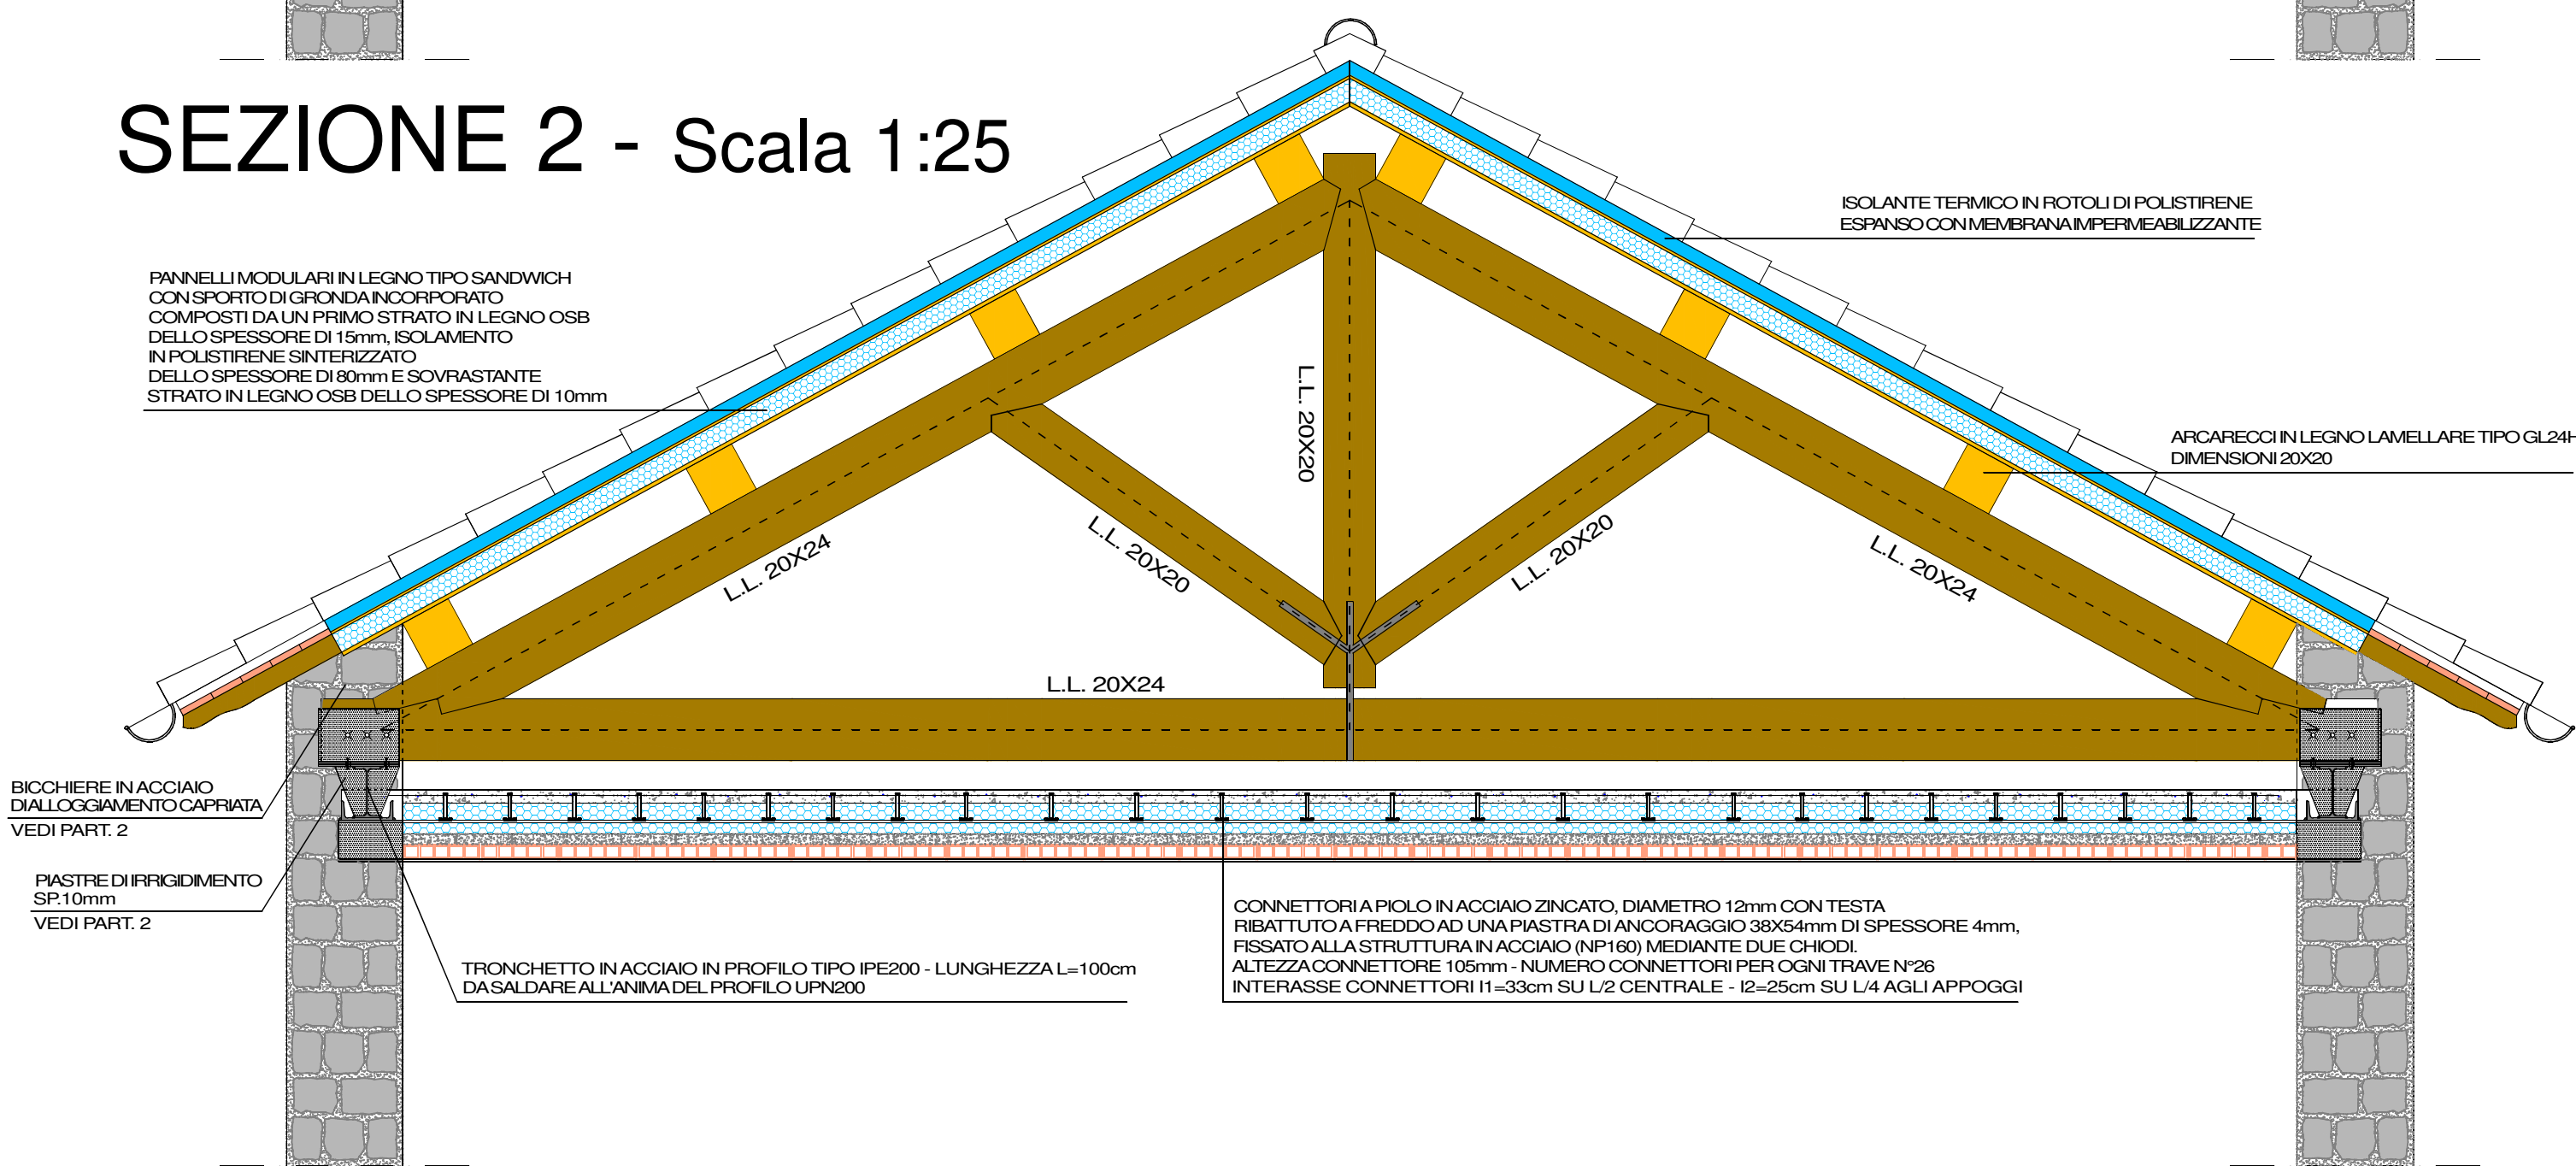 SEZIONE 2 - Scala 1:25
ISOLANTE TERMICO IN ROTOLI DI POLISTIRENE
ESPANSO CON MEMBRANA IMPERMEABILIZZANTE
PANNELLI MODULARI IN LEGNO TIPO SANDWICH
CON SPORTO DI GRONDA INCORPORATO
COMPOSTI DA UN PRIMO STRATO IN LEGNO OSB
DELLO SPESSORE DI 15mm, ISOLAMENTO
IN POLISTIRENE SINTERIZZATO
DELLO SPESSORE DI 80mm E SOVRASTANTE
STRATO IN LEGNO OSB DELLO SPESSORE DI 10mm
L.L. 20X20
ARCARECCI IN LEGNO LAMELLARE TIPO GL24H
DIMENSIONI 20X20
L.L. 20X24
L.L. 20X20
L.L. 20X20
L.L. 20X24
L.L. 20X24
BICCHIERE IN ACCIAIO
DI ALLOGGIAMENTO CAPRIATA
VEDI PART. 2
PIASTRE DI IRRIGIDIMENTO
SP.10mm
VEDI PART. 2
TRONCHETTO IN ACCIAIO IN PROFILO TIPO IPE200 - LUNGHEZZA L=100cm
DA SALDARE ALL'ANIMA DEL PROFILO UPN200
CONNETTORI A PIOLO IN ACCIAIO ZINCATO, DIAMETRO 12mm CON TESTA
RIBATTUTO A FREDDO AD UNA PIASTRA DI ANCORAGGIO 38X54mm DI SPESSORE 4mm,
FISSATO ALLA STRUTTURA IN ACCIAIO (NP160) MEDIANTE DUE CHIODI.
ALTEZZA CONNETTORE 105mm - NUMERO CONNETTORI PER OGNI TRAVE N°26
INTERASSE CONNETTORI I1=33cm SU L/2 CENTRALE - I2=25cm SU L/4 AGLI APPOGGI